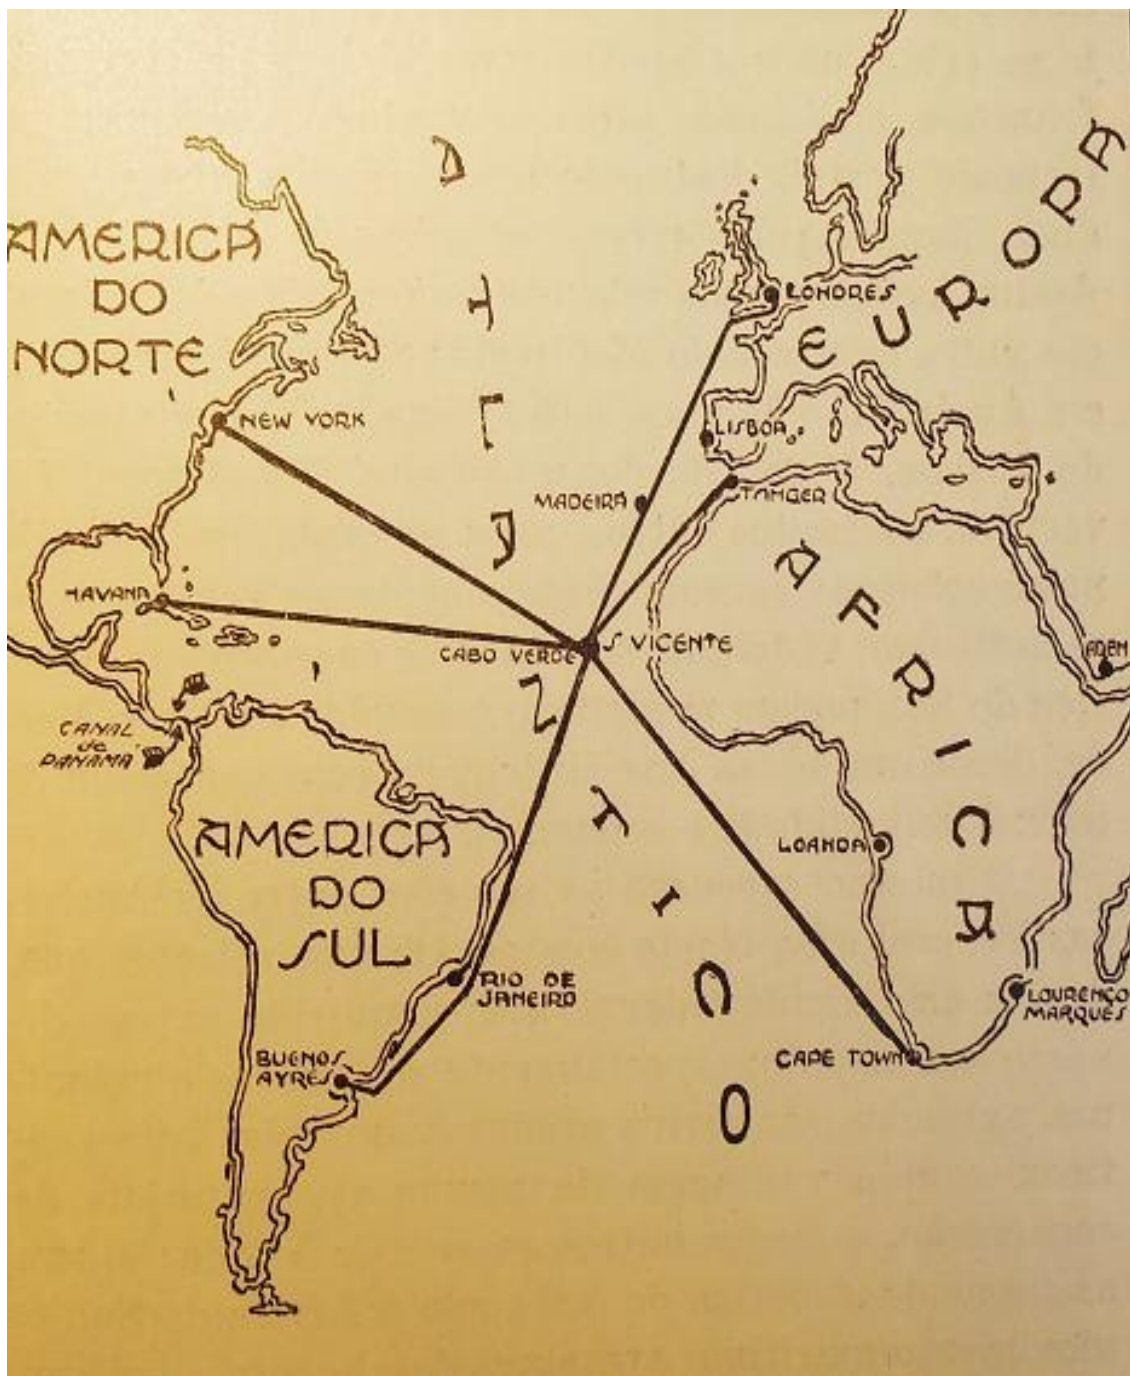 AMERICA
DO
NORTE
ATLANTICO
EUROPA
LONDRES
NEW YORK
LISBOA
MADEIRA
TANGER
AFRICA
HAVANA
CABO VERDE
S VICENTE
ADEN
CANAL
de
PANAMA
AMERICA
DO
SUL
LOANDA
RIO DE
JANEIRO
LOURENÇO
MARQUES
BUENOS
AYRES
CAPE TOWN